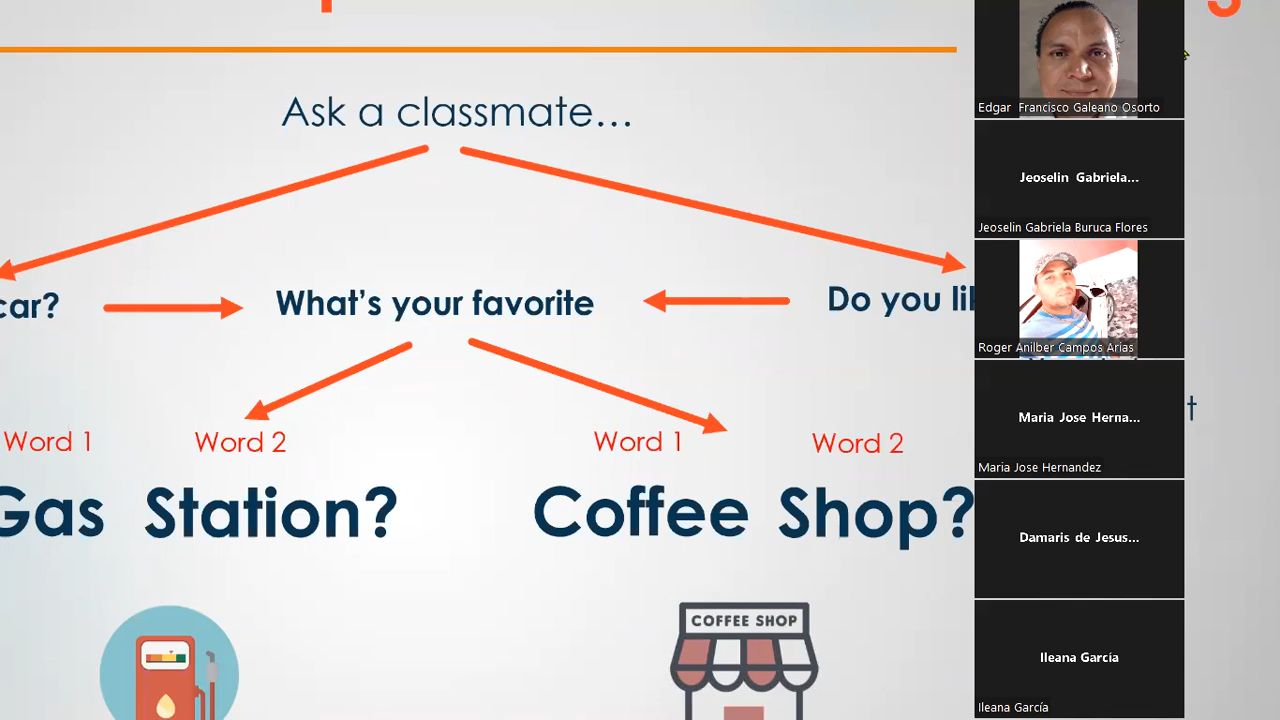 Ask a classmate...
car?
What's your favorite
Do you
Word 1
Word 2
Word 1
Word 2
Gas Station?
Coffee Shop?
COFFEE SHOP
Edgar Francisco Galeano Osorto
Jeoselin Gabriela...
Jeoselin Gabriela Buruca Flores
Roger Anilber Campos Arias
Maria Jose Herna...
Maria Jose Hernandez
Damaris de Jesus...
Ileana García
Ileana García